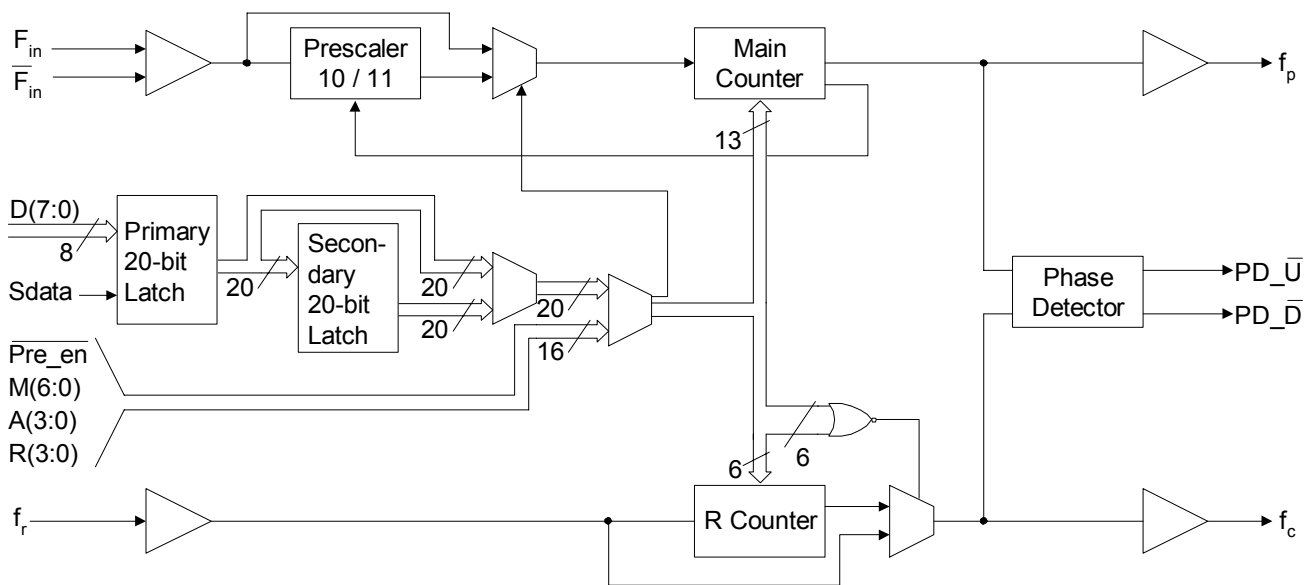 F_in
F̅_in
Prescaler
10 / 11
Main
Counter
f_p
13
D(7:0)
8
Sdata
Primary
20-bit
Latch
20
Secon-
dary
20-bit
Latch
20
20
20
16
P̅r̅e̅_̅e̅n̅
M(6:0)
A(3:0)
R(3:0)
Phase
Detector
PD_U̅
PD_D̅
6
6
f_r
R Counter
f_c